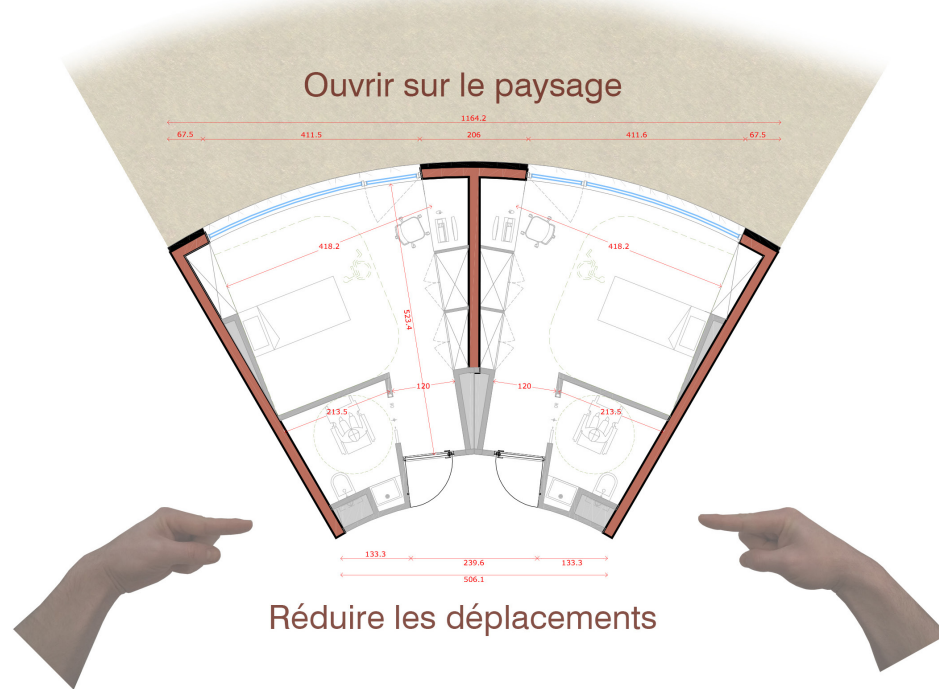 Ouvrir sur le paysage
1164.2
67.5 411.5 206 411.6 67.5
418.2 418.2
523.4
120 120
213.5 213.5
133.3 239.6 133.3
506.1
Réduire les déplacements